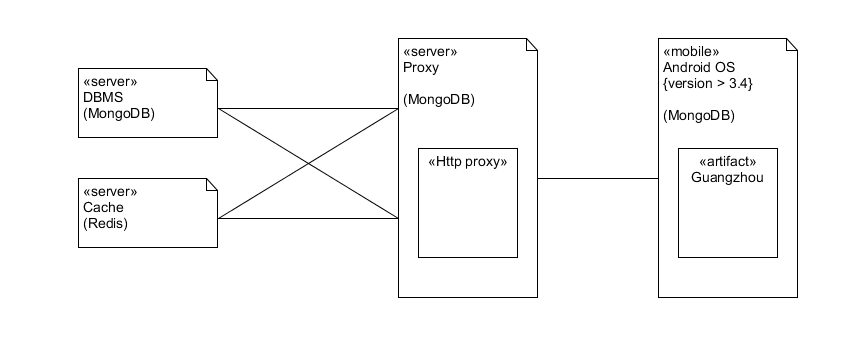 «server»
DBMS
(MongoDB)
«server»
Cache
(Redis)
«server»
Proxy
(MongoDB)
«Http proxy»
«mobile»
Android OS
{version > 3.4}
(MongoDB)
«artifact»
Guangzhou